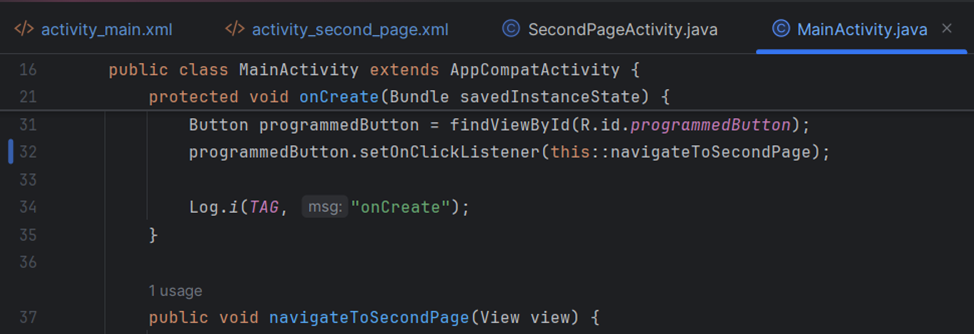 activity_main.xml activity_second_page.xml SecondPageActivity.java MainActivity.java
16 public class MainActivity extends AppCompatActivity {
21 protected void onCreate(Bundle savedInstanceState) {
31 Button programmedButton = findViewById(R.id.programmedButton);
32 programmedButton.setOnClickListener(this::navigateToSecondPage);
33
34 Log.i(TAG, msg: "onCreate");
35 }
36
1 usage
37 public void navigateToSecondPage(View view) {